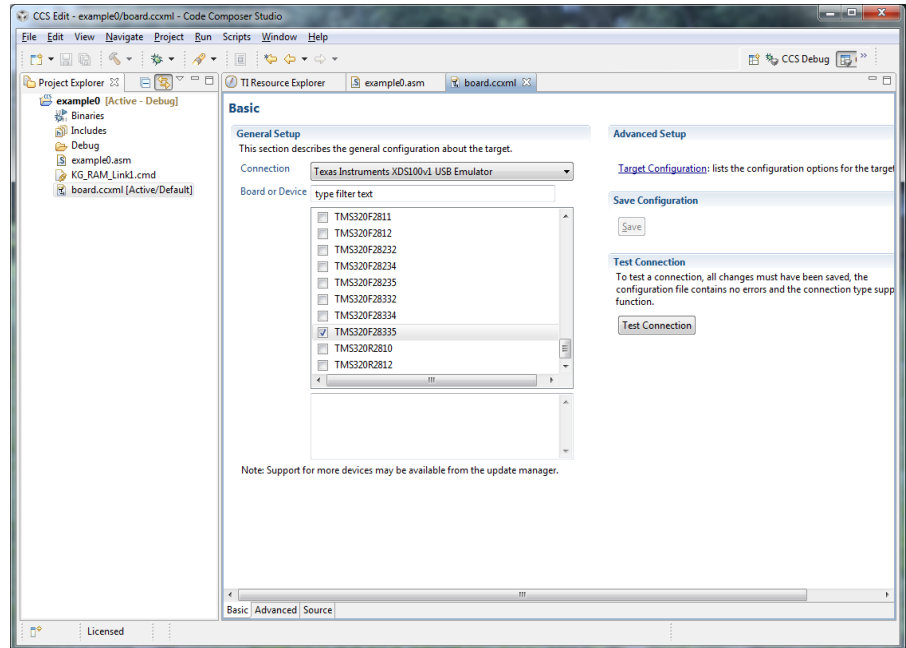 CCS Edit - example0/board.ccxml - Code Composer Studio
File Edit View Navigate Project Run Scripts Window Help
CCS Debug
Project Explorer
TI Resource Explorer
example0.asm
board.ccxml
example0 [Active - Debug]
Binaries
Includes
Debug
example0.asm
KG_RAM_Link1.cmd
board.ccxml [Active/Default]
Basic
General Setup
This section describes the general configuration about the target.
Connection
Texas Instruments XDS100v1 USB Emulator
Board or Device
type filter text
TMS320F2811
TMS320F2812
TMS320F28232
TMS320F28234
TMS320F28235
TMS320F28332
TMS320F28334
TMS320F28335
TMS320R2810
TMS320R2812
Note: Support for more devices may be available from the update manager.
Advanced Setup
Target Configuration: lists the configuration options for the target
Save Configuration
Save
Test Connection
To test a connection, all changes must have been saved, the
configuration file contains no errors and the connection type supp
function.
Test Connection
Basic Advanced Source
Licensed